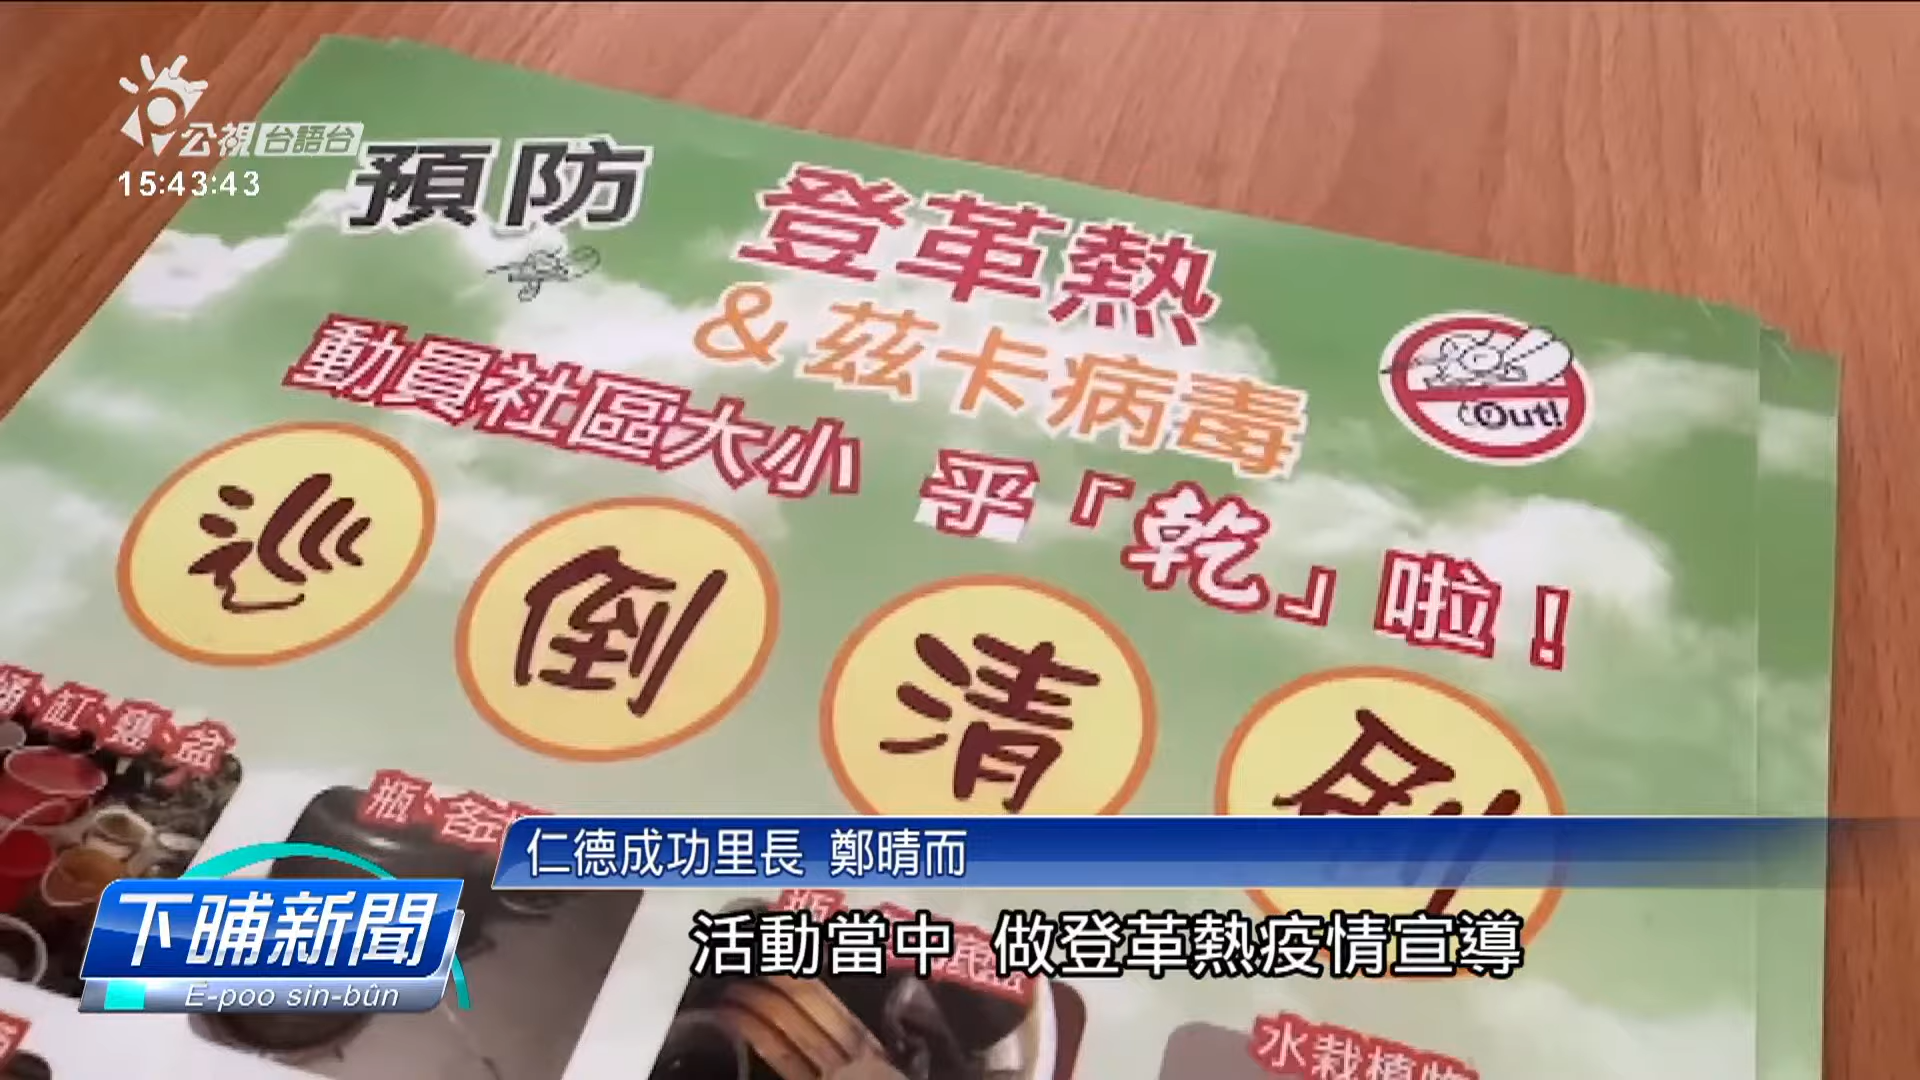 公視台語台
15:43:43
預防
登革熱
&茲卡病毒
Out!
動員社區大小 乎「乾」啦！
巡
倒
清
刷
缸、甕、盆
瓶、
水栽植物
仁德成功里長 鄭晴而
活動當中 做登革熱疫情宣導
下晡新聞
E-poo sin-bûn